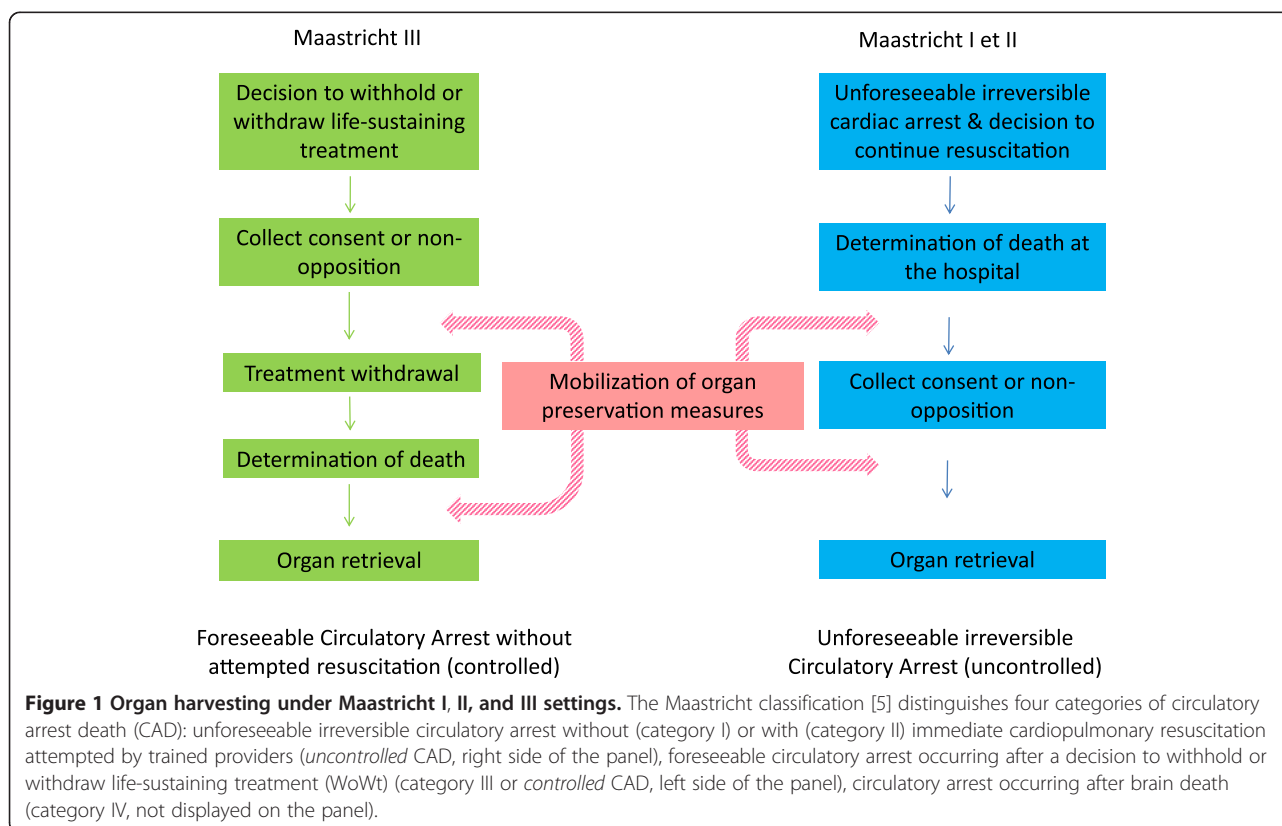 Maastricht III
Decision to withhold or
withdraw life-sustaining
treatment
Collect consent or non-
opposition
Treatment withdrawal
Determination of death
Organ retrieval
Foreseeable Circulatory Arrest without
attempted resuscitation (controlled)
Mobilization of organ
preservation measures
Maastricht I et II
Unforeseeable irreversible
cardiac arrest & decision to
continue resuscitation
Determination of death at
the hospital
Collect consent or non-
opposition
Organ retrieval
Unforeseeable irreversible
Circulatory Arrest (uncontrolled)
Figure 1 Organ harvesting under Maastricht I, II, and III settings. The Maastricht classification [5] distinguishes four categories of circulatory
arrest death (CAD): unforeseeable irreversible circulatory arrest without (category I) or with (category II) immediate cardiopulmonary resuscitation
attempted by trained providers (uncontrolled CAD, right side of the panel), foreseeable circulatory arrest occurring after a decision to withhold or
withdraw life-sustaining treatment (WoWt) (category III or controlled CAD, left side of the panel), circulatory arrest occurring after brain death
(category IV, not displayed on the panel).